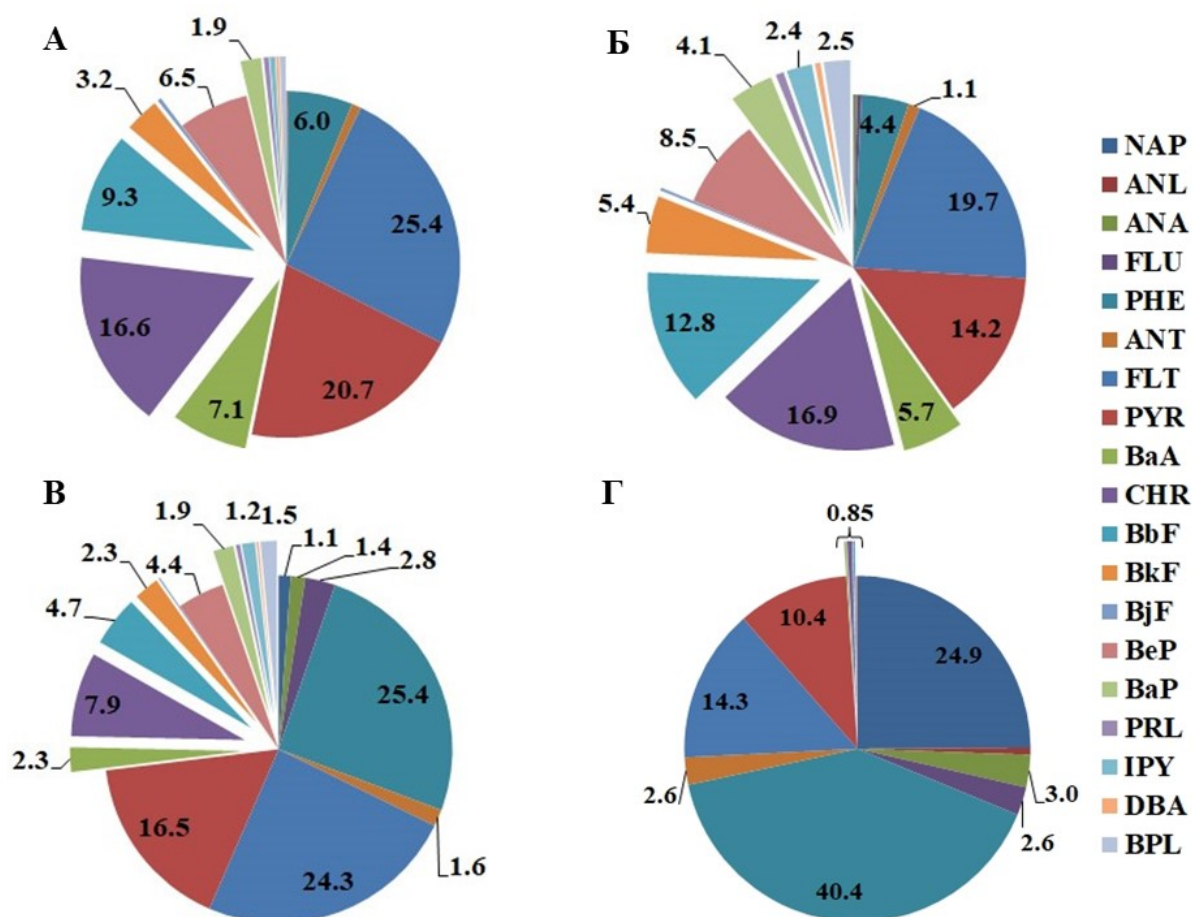 А
1.9
3.2
6.5
9.3
16.6
7.1
20.7
25.4
6.0
Б
4.1
2.4
2.5
1.1
8.5
4.4
5.4
19.7
12.8
14.2
16.9
5.7
В
1.9
1.2
1.5
2.3
4.4
1.1
1.4
2.8
4.7
7.9
25.4
2.3
16.5
24.3
1.6
Г
0.85
10.4
24.9
14.3
2.6
3.0
2.6
40.4
NAP
ANL
ANA
FLU
PHE
ANT
FLT
PYR
BaA
CHR
BbF
BkF
BjF
BeP
BaP
PRL
IPY
DBA
BPL